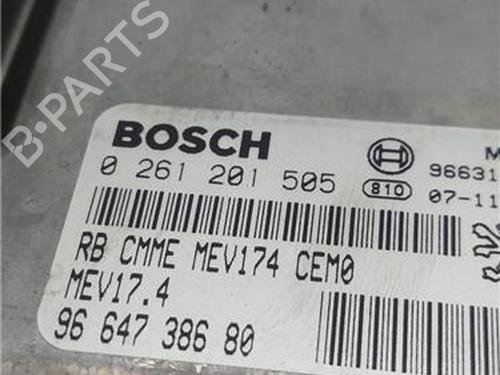 B-PARTS
BOSCH
0 261 201 505
810
96631
07-11
RB CMME MEV174 CEM0
MEV17.4
96 647 386 80